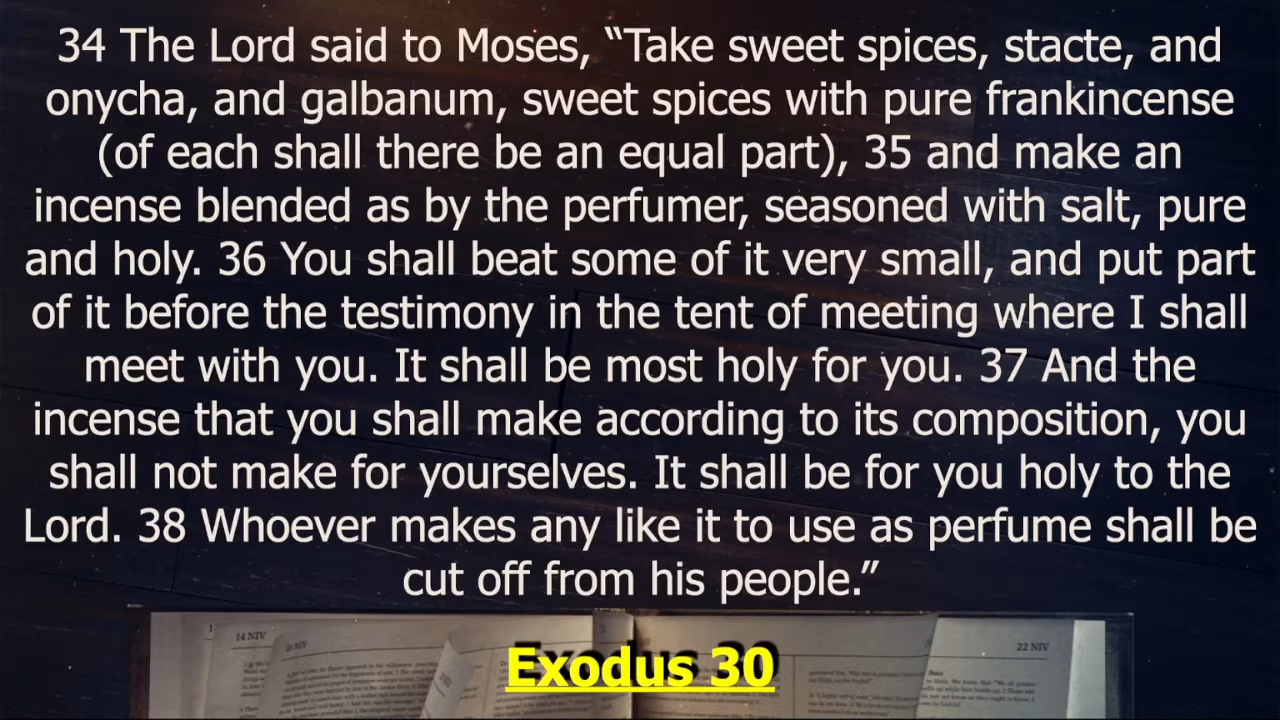 34 The Lord said to Moses, “Take sweet spices, stacte, and
onycha, and galbanum, sweet spices with pure frankincense
(of each shall there be an equal part), 35 and make an
incense blended as by the perfumer, seasoned with salt, pure
and holy. 36 You shall beat some of it very small, and put part
of it before the testimony in the tent of meeting where I shall
meet with you. It shall be most holy for you. 37 And the
incense that you shall make according to its composition, you
shall not make for yourselves. It shall be for you holy to the
Lord. 38 Whoever makes any like it to use as perfume shall be
cut off from his people.”
14 NIV
22 NIV
Exodus 30